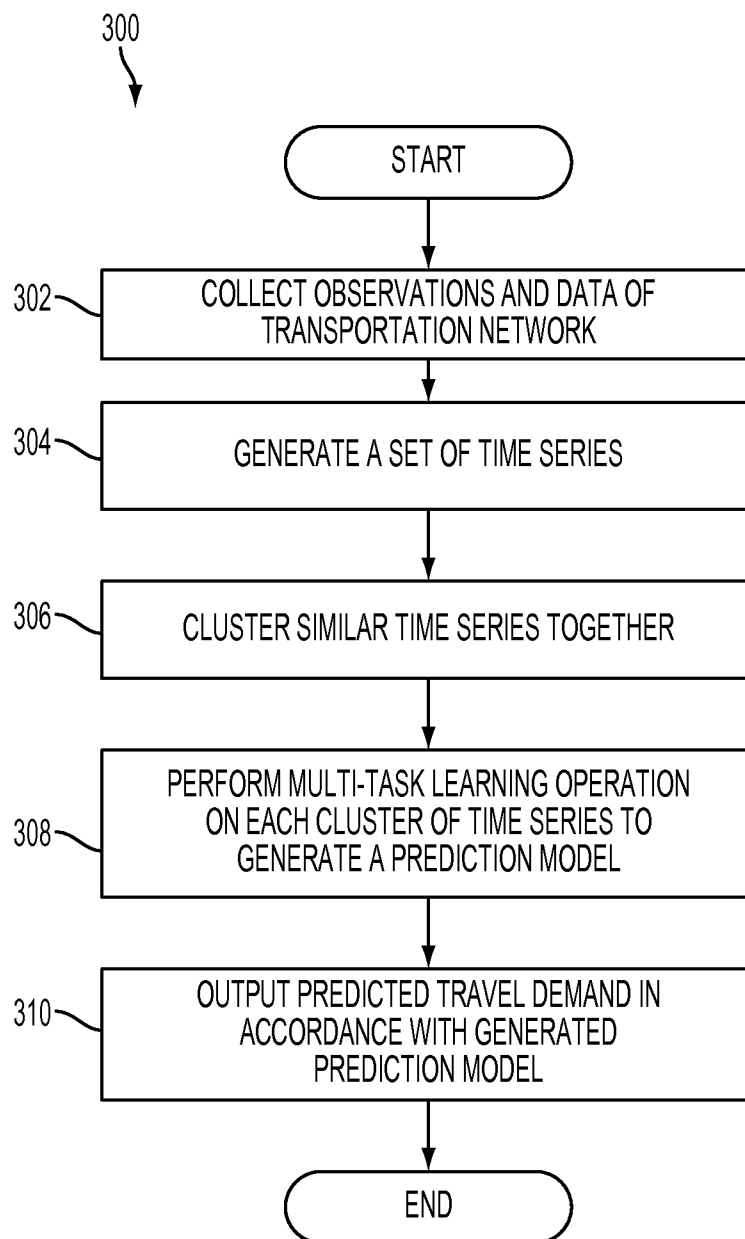 300
START
302
COLLECT OBSERVATIONS AND DATA OF
TRANSPORTATION NETWORK
304
GENERATE A SET OF TIME SERIES
306
CLUSTER SIMILAR TIME SERIES TOGETHER
308
PERFORM MULTI-TASK LEARNING OPERATION
ON EACH CLUSTER OF TIME SERIES TO
GENERATE A PREDICTION MODEL
310
OUTPUT PREDICTED TRAVEL DEMAND IN
ACCORDANCE WITH GENERATED
PREDICTION MODEL
END